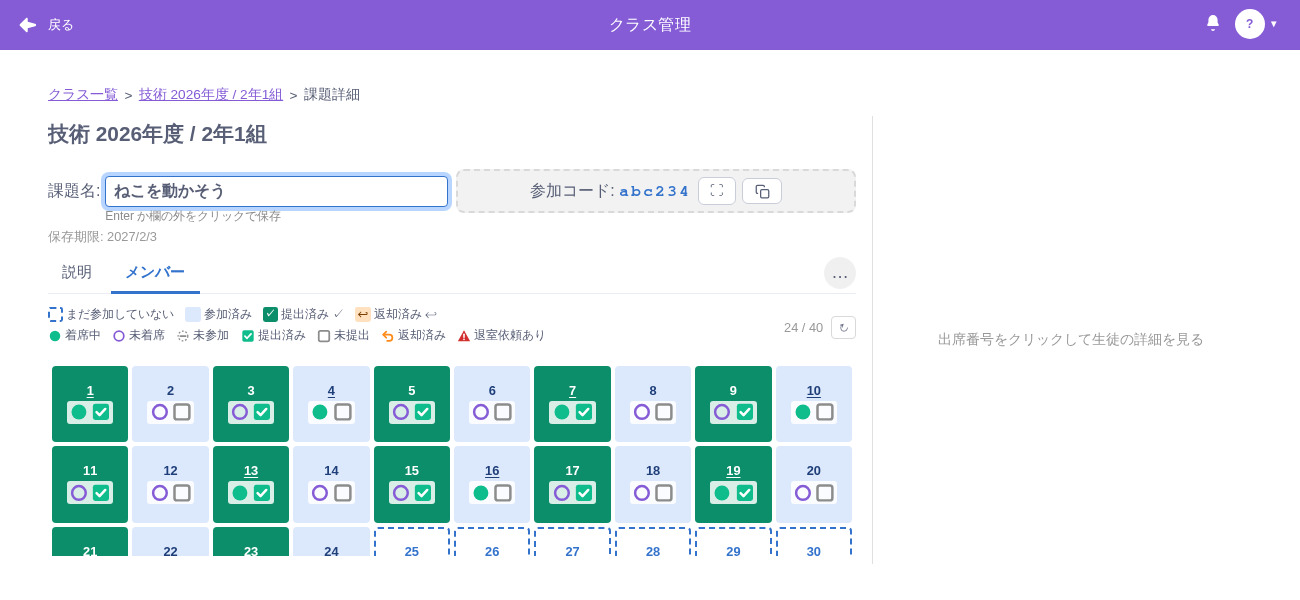 戻る
クラス管理
?
▼
クラス一覧 > 技術 2026年度 / 2年1組 > 課題詳細
技術 2026年度 / 2年1組
課題名: ねこを動かそう
参加コード: abc234
Enter か欄の外をクリックで保存
保存期限: 2027/2/3
説明 メンバー
...
まだ参加していない 参加済み ✓ 提出済み ✓ ↩ 返却済み ↩
着席中 未着席 未参加 提出済み 未提出 返却済み 退室依頼あり
24 / 40 ↻
出席番号をクリックして生徒の詳細を見る
1 2 3 4 5 6 7 8 9 10
11 12 13 14 15 16 17 18 19 20
21 22 23 24 25 26 27 28 29 30